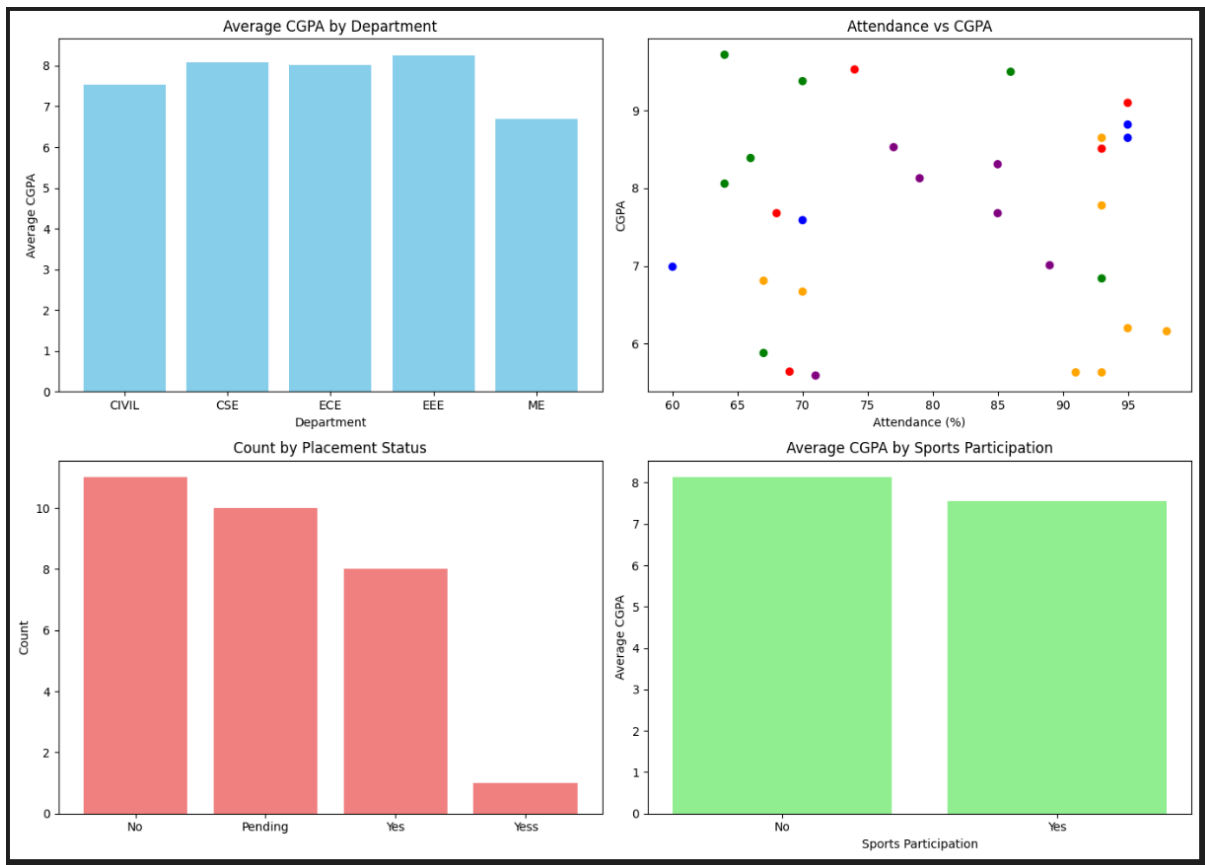 Average CGPA by Department
8
7
6
5
4
3
2
1
0
Average CGPA
CIVIL CSE ECE EEE ME
Department
Attendance vs CGPA
9
8
7
6
CGPA
60 65 70 75 80 85 90 95
Attendance (%)
Count by Placement Status
10
8
6
4
2
0
Count
No Pending Yes Yess
Average CGPA by Sports Participation
8
7
6
5
4
3
2
1
0
Average CGPA
No Yes
Sports Participation